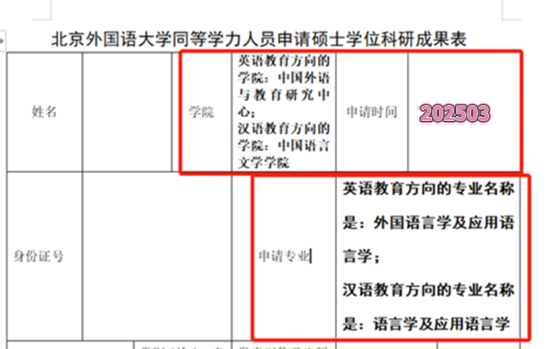 北京外国语大学同等学力人员申请硕士学位科研成果表
姓名
学院
英语教育方向的
学院：中国外语
与教育研究中
心；
汉语教育方向的
学院：中国语言
文学学院
申请时间
202503
身份证号
申请专业
英语教育方向的专业名称
是：外国语言学及应用语
言学；
汉语教育方向的专业名称
是：语言学及应用语言学